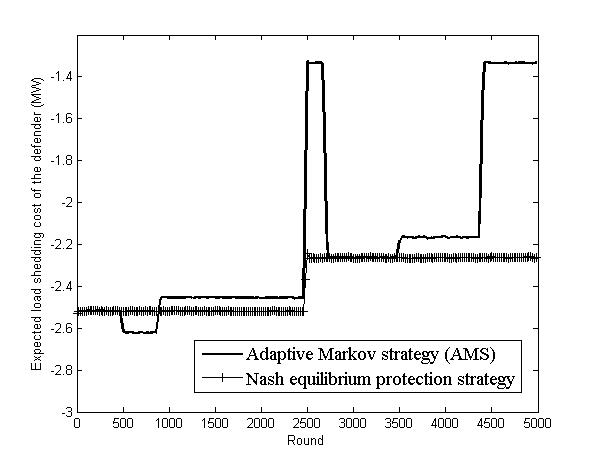 -1.4
-1.6
-1.8
-2
-2.2
-2.4
-2.6
-2.8
-3
Expected load shedding cost of the defender (MW)
Adaptive Markov strategy (AMS)
Nash equilibrium protection strategy
0 500 1000 1500 2000 2500 3000 3500 4000 4500 5000
Round